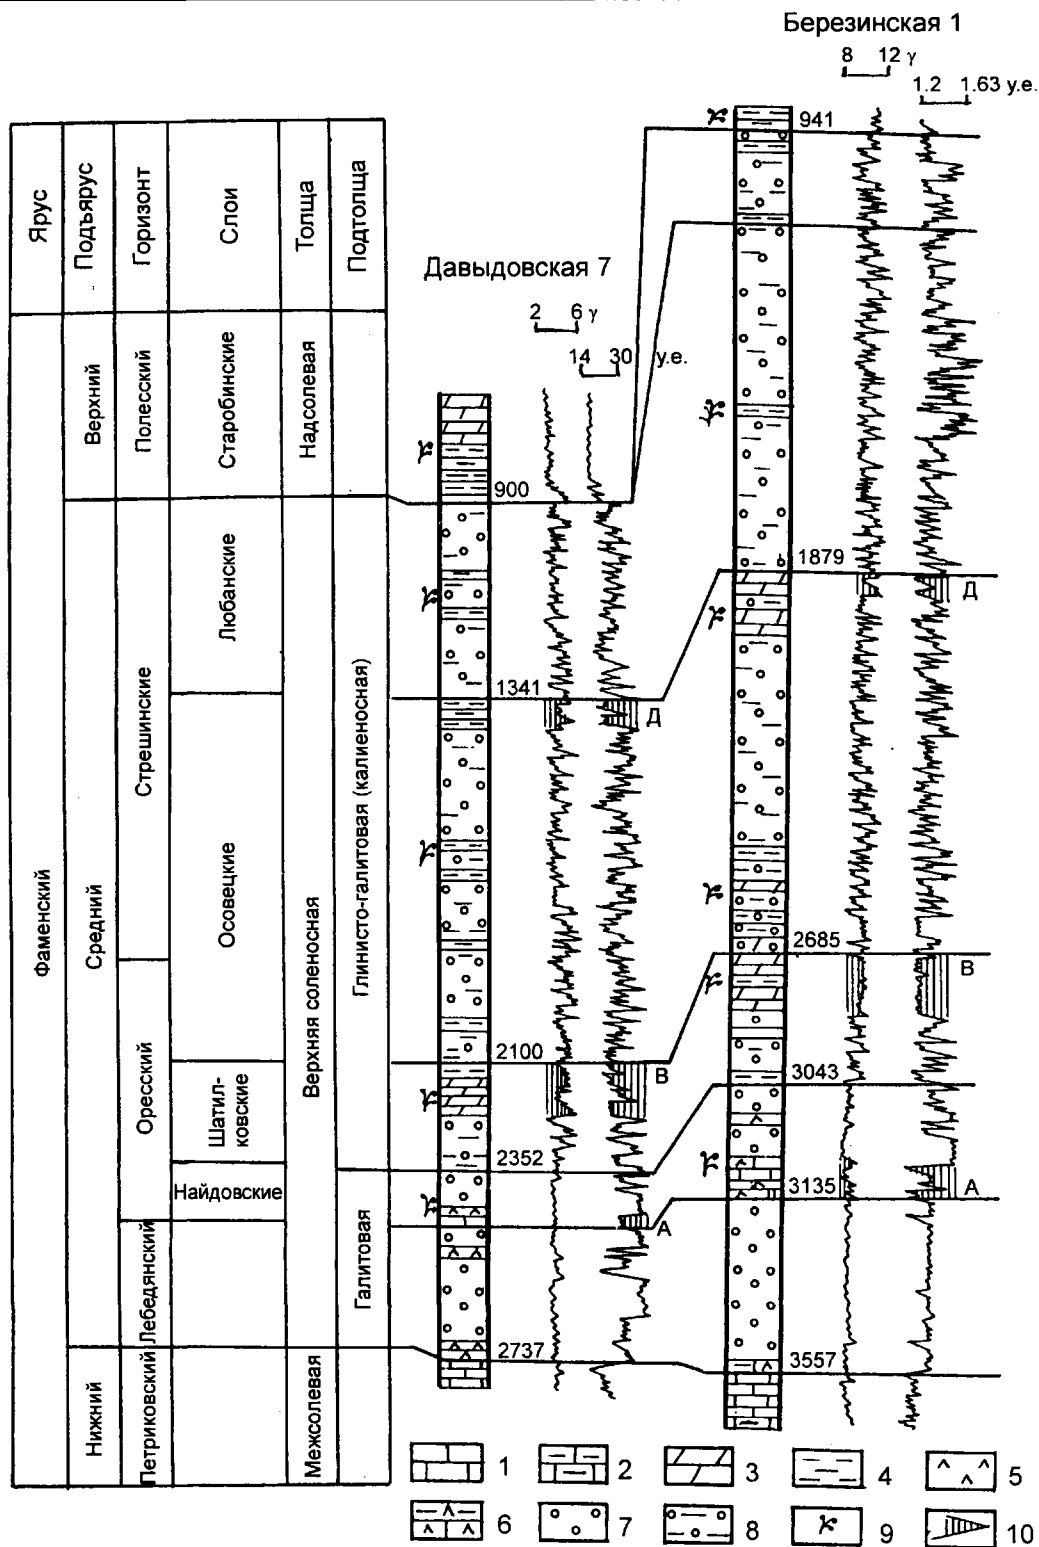 Березинская 1
8 12 γ
1.2 1.63 у.е.
941
Ярус
Подъярус
Горизонт
Слои
Толща
Подтолща
Давыдовская 7
2 6 γ
14 30 у.е.
Фаменский
Верхний
Средний
Нижний
Полесский
Стрешинские
Оресский
Лебедянский
Петриковский
Старобинские
Любанские
Осовецкие
Шатил-
ковские
Найдовские
Надсолевая
Верхняя соленосная
Межсолевая
Глинисто-галитовая (калиеносная)
Галитовая
900
1341
Д
2100
В
2352
А
2737
1879
Д
2685
В
3043
3135
А
3557
1 2 3 4 5
6 7 8 9 10